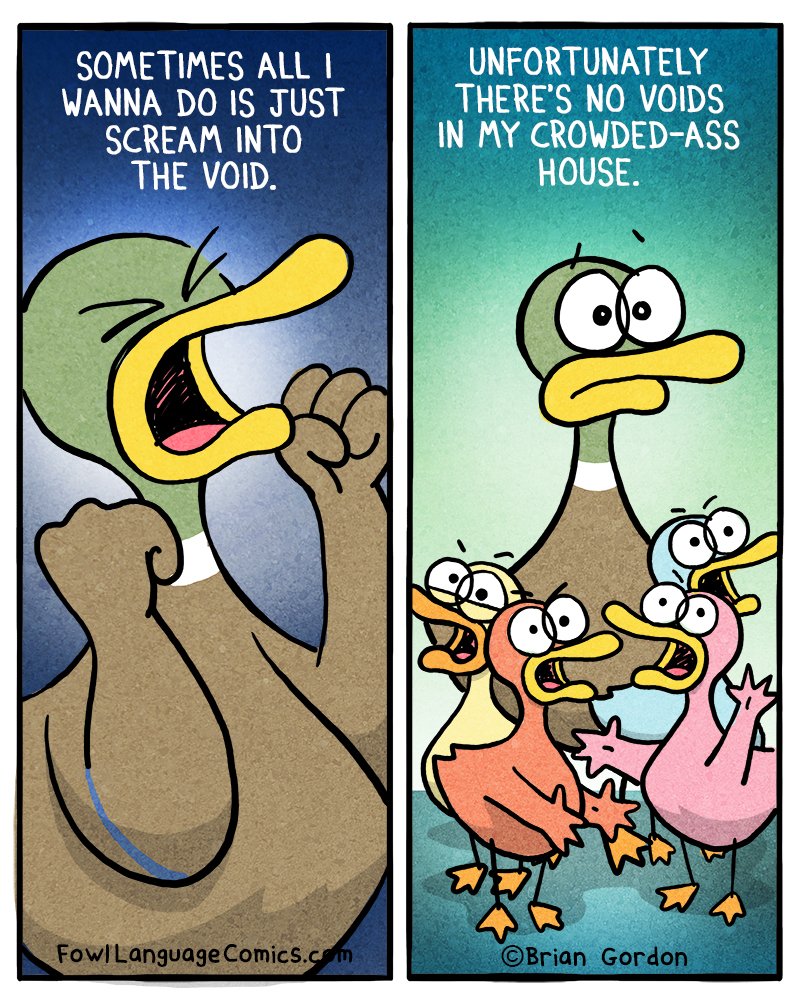 SOMETIMES ALL I
WANNA DO IS JUST
SCREAM INTO
THE VOID.
UNFORTUNATELY
THERE'S NO VOIDS
IN MY CROWDED-ASS
HOUSE.
FowlLanguageComics.com
©Brian Gordon